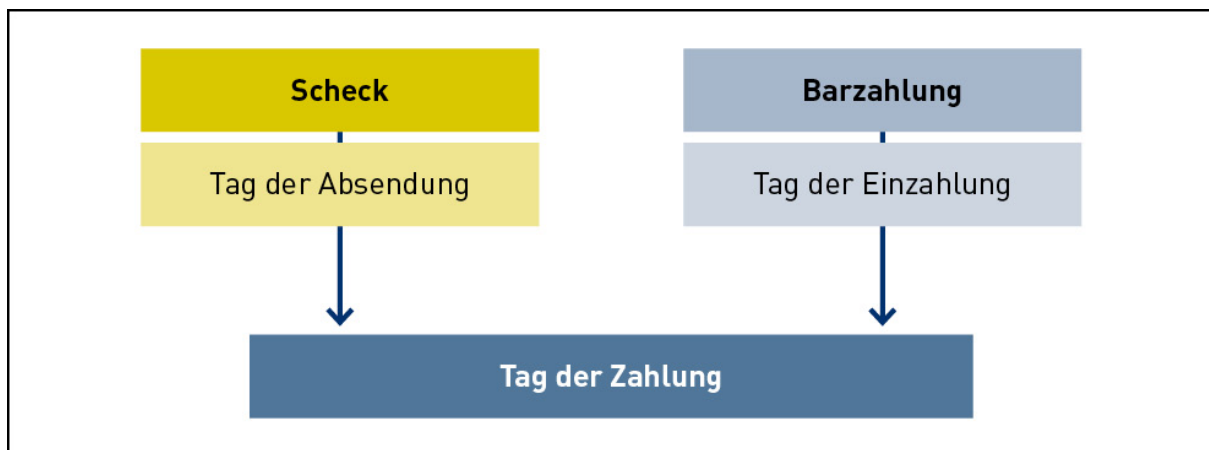 Scheck
Tag der Absendung
Barzahlung
Tag der Einzahlung
Tag der Zahlung